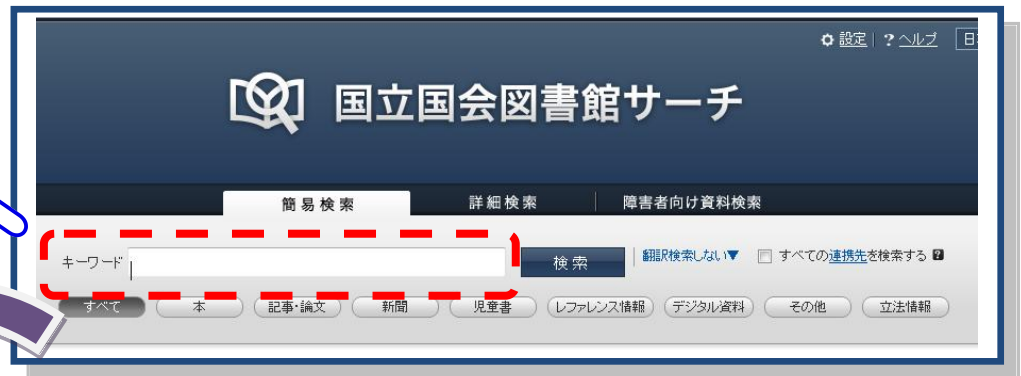 設定 | ? ヘルプ
国立国会図書館サーチ
簡易検索 詳細検索 障害者向け資料検索
キーワード 検索 翻訳検索しない▼ すべての連携先を検索する ?
すべて 本 記事・論文 新聞 児童書 レファレンス情報 デジタル資料 その他 立法情報